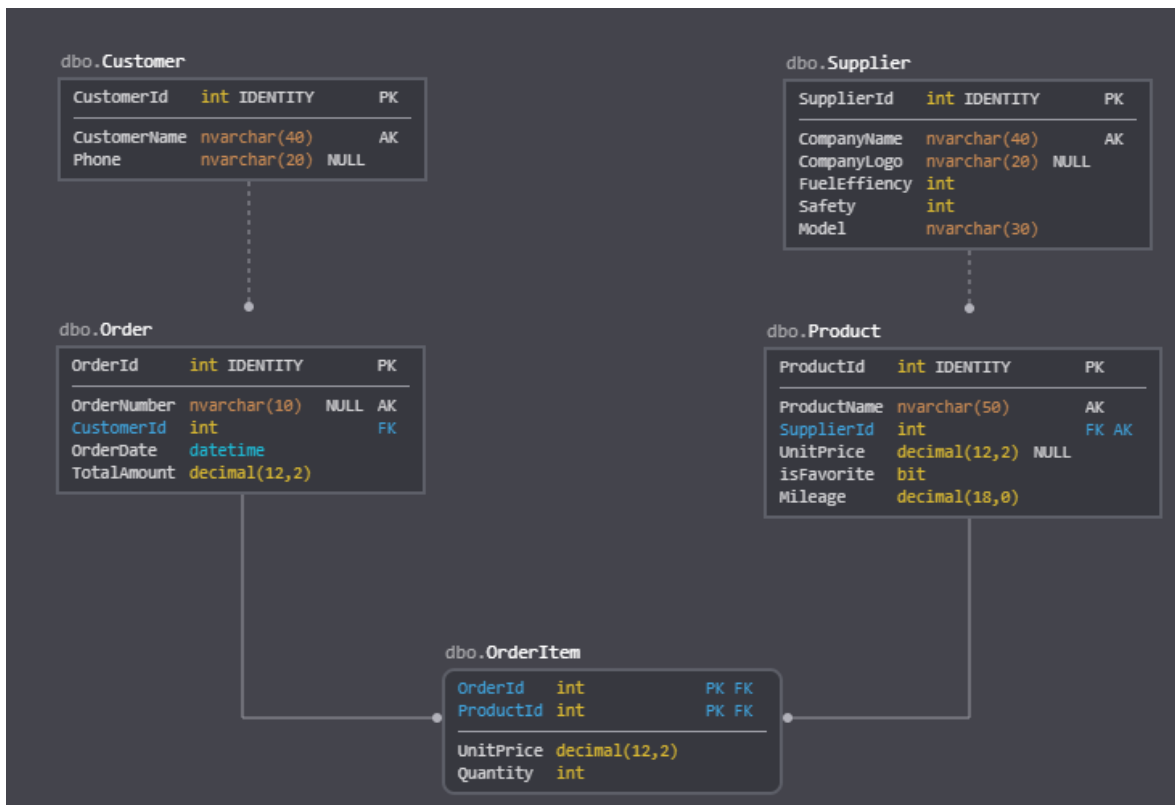 dbo.Customer
CustomerId int IDENTITY PK
CustomerName nvarchar(40) AK
Phone nvarchar(20) NULL
dbo.Supplier
SupplierId int IDENTITY PK
CompanyName nvarchar(40) AK
CompanyLogo nvarchar(20) NULL
FuelEffiency int
Safety int
Model nvarchar(30)
dbo.Order
OrderId int IDENTITY PK
OrderNumber nvarchar(10) NULL AK
CustomerId int FK
OrderDate datetime
TotalAmount decimal(12,2)
dbo.Product
ProductId int IDENTITY PK
ProductName nvarchar(50) AK
SupplierId int FK AK
UnitPrice decimal(12,2) NULL
isFavorite bit
Mileage decimal(18,0)
dbo.OrderItem
OrderId int PK FK
ProductId int PK FK
UnitPrice decimal(12,2)
Quantity int